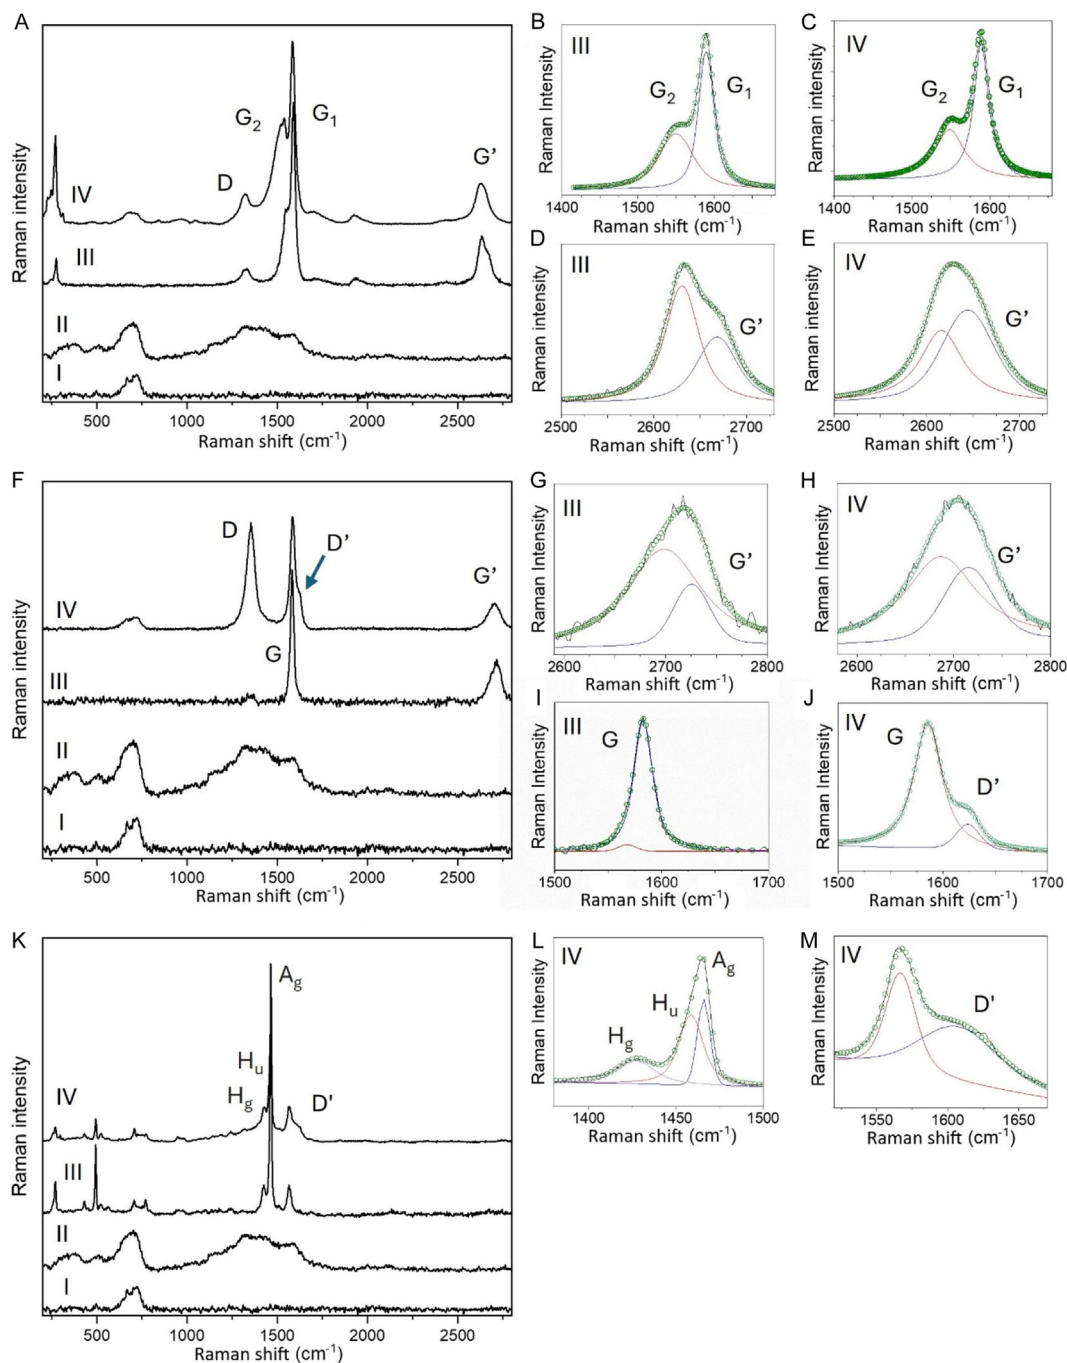 A
Raman intensity
IV
III
II
I
D
G2
G1
G’
500 1000 1500 2000 2500
Raman shift (cm-1)
B
Raman Intensity
III
G2
G1
1400 1500 1600
Raman shift (cm-1)
C
Raman intensity
IV
G2
G1
1400 1500 1600
Raman shift (cm-1)
D
Raman intensity
III
G’
2500 2600 2700
Raman shift (cm-1)
E
Raman intensity
IV
G’
2500 2600 2700
Raman shift (cm-1)
F
Raman intensity
IV
III
II
I
D
D’
G
G’
500 1000 1500 2000 2500
Raman shift (cm-1)
G
Raman Intensity
III
G’
2600 2700 2800
Raman shift (cm-1)
H
Raman Intensity
IV
G’
2600 2700 2800
Raman shift (cm-1)
I
Raman Intensity
III
G
1500 1600 1700
Raman shift (cm-1)
J
Raman Intensity
IV
G
D’
1500 1600 1700
Raman shift (cm-1)
K
Raman intensity
IV
III
II
I
Ag
Hu
Hg
D'
500 1000 1500 2000 2500
Raman shift (cm-1)
L
Raman Intensity
IV
Ag
Hu
Hg
1400 1450 1500
Raman shift (cm-1)
M
Raman Intensity
IV
D'
1550 1600 1650
Raman shift (cm-1)